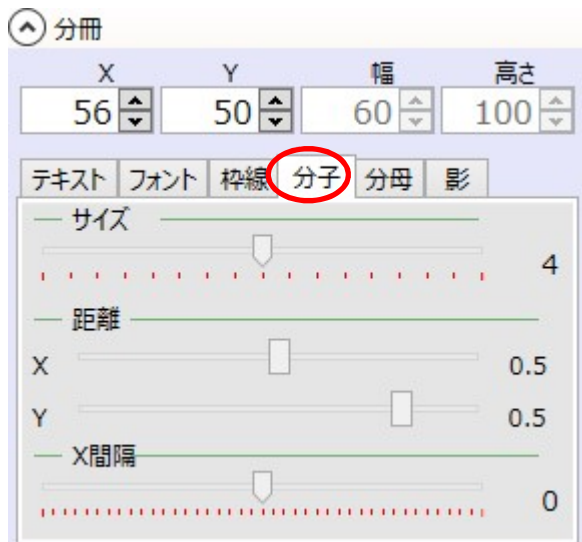 分冊
X Y 幅 高さ
56 50 60 100
テキスト フォント 枠線 分子 分母 影
サイズ
4
距離
X 0.5
Y 0.5
X間隔
0